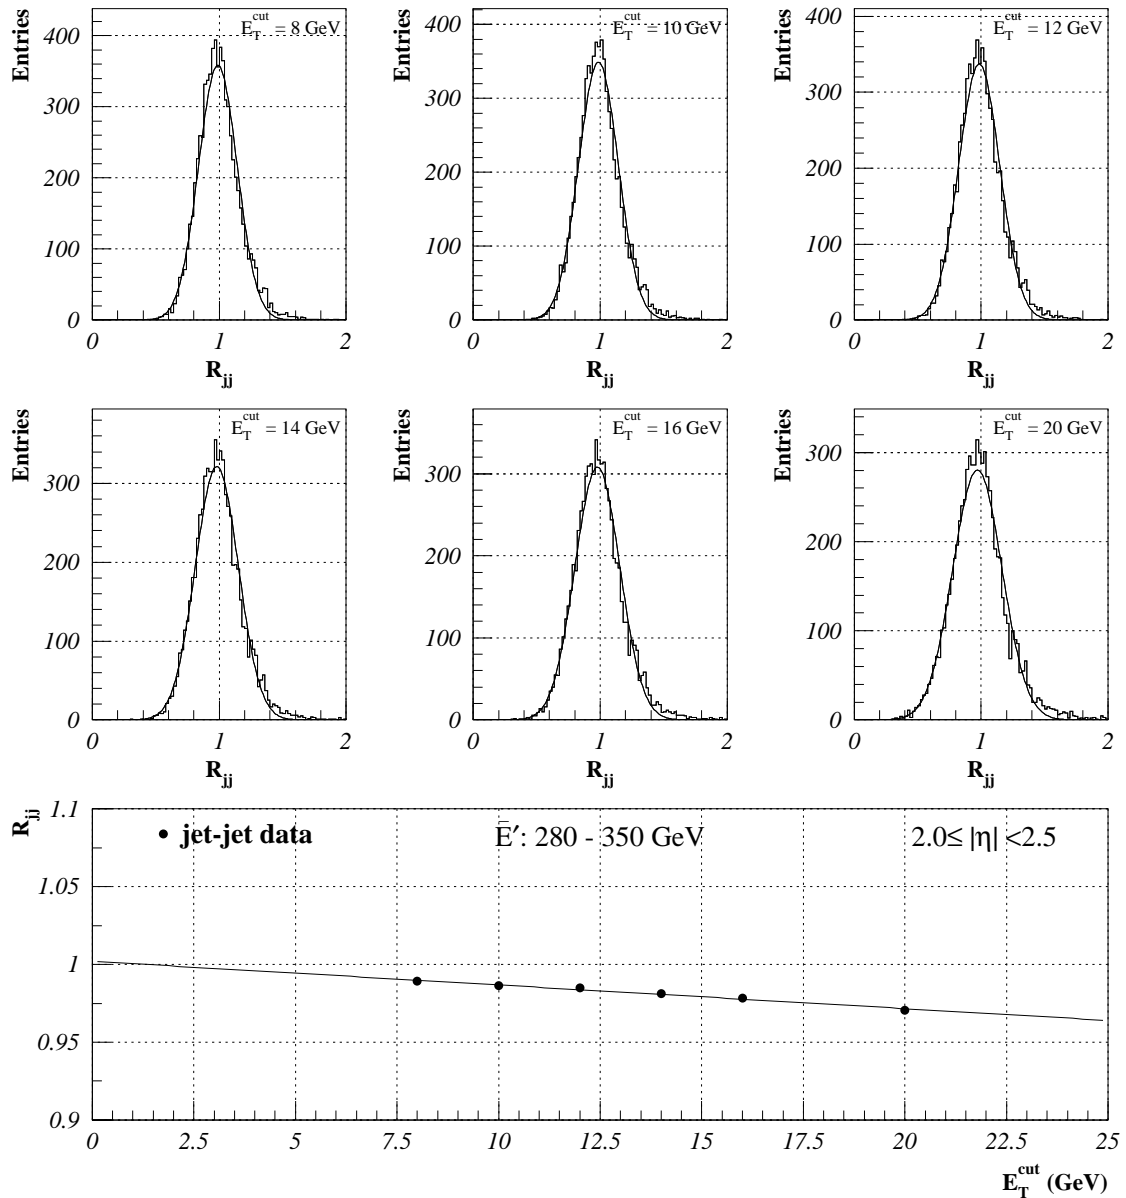 Entries
E_T^cut = 8 GeV
400
300
200
100
0
0 1 2
R_jj
Entries
E_T^cut = 10 GeV
400
300
200
100
0
0 1 2
R_jj
Entries
E_T^cut = 12 GeV
400
300
200
100
0
0 1 2
R_jj
Entries
E_T^cut = 14 GeV
300
200
100
0
0 1 2
R_jj
Entries
E_T^cut = 16 GeV
300
200
100
0
0 1 2
R_jj
Entries
E_T^cut = 20 GeV
300
200
100
0
0 1 2
R_jj
R_jj
1.1
1.05
1
0.95
0.9
jet-jet data
Ē′: 280 - 350 GeV
2.0≤ |η| <2.5
0 2.5 5 7.5 10 12.5 15 17.5 20 22.5 25
E_T^cut (GeV)